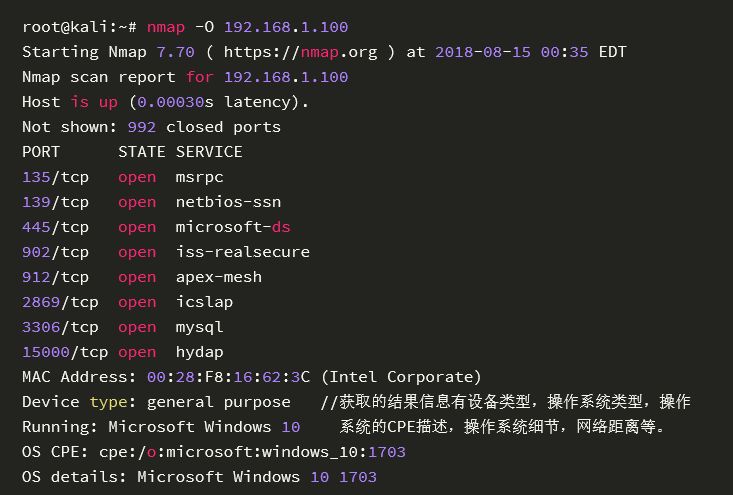 root@kali:~# nmap -O 192.168.1.100
Starting Nmap 7.70 ( https://nmap.org ) at 2018-08-15 00:35 EDT
Nmap scan report for 192.168.1.100
Host is up (0.00030s latency).
Not shown: 992 closed ports
PORT      STATE SERVICE
135/tcp   open  msrpc
139/tcp   open  netbios-ssn
445/tcp   open  microsoft-ds
902/tcp   open  iss-realsecure
912/tcp   open  apex-mesh
2869/tcp  open  icslap
3306/tcp  open  mysql
15000/tcp open  hydap
MAC Address: 00:28:F8:16:62:3C (Intel Corporate)
Device type: general purpose   //获取的结果信息有设备类型，操作系统类型，操作
Running: Microsoft Windows 10    系统的CPE描述，操作系统细节，网络距离等。
OS CPE: cpe:/o:microsoft:windows_10:1703
OS details: Microsoft Windows 10 1703